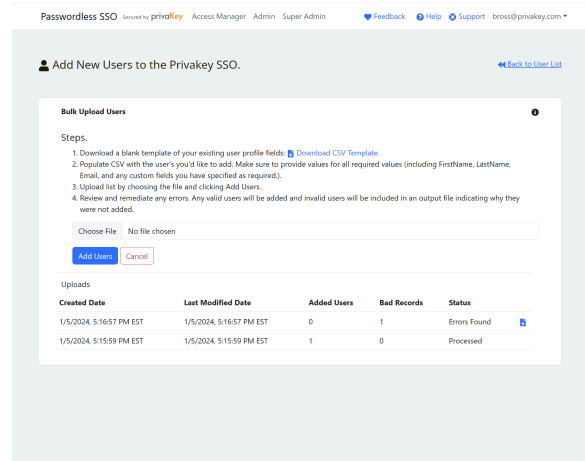 Passwordless SSO Secured by privaKey Access Manager Admin Super Admin Feedback Help Support bross@privakey.com
Add New Users to the Privakey SSO.
Back to User List
Bulk Upload Users
Steps.
1. Download a blank template of your existing user profile fields: Download CSV Template
2. Populate CSV with the user's you'd like to add. Make sure to provide values for all required values (including FirstName, LastName,
Email, and any custom fields you have specified as required.).
3. Upload list by choosing the file and clicking Add Users.
4. Review and remediate any errors. Any valid users will be added and invalid users will be included in an output file indicating why they
were not added.
Choose File No file chosen
Add Users Cancel
Uploads
Created Date Last Modified Date Added Users Bad Records Status
1/5/2024, 5:16:57 PM EST 1/5/2024, 5:16:57 PM EST 0 1 Errors Found
1/5/2024, 5:15:59 PM EST 1/5/2024, 5:15:59 PM EST 1 0 Processed